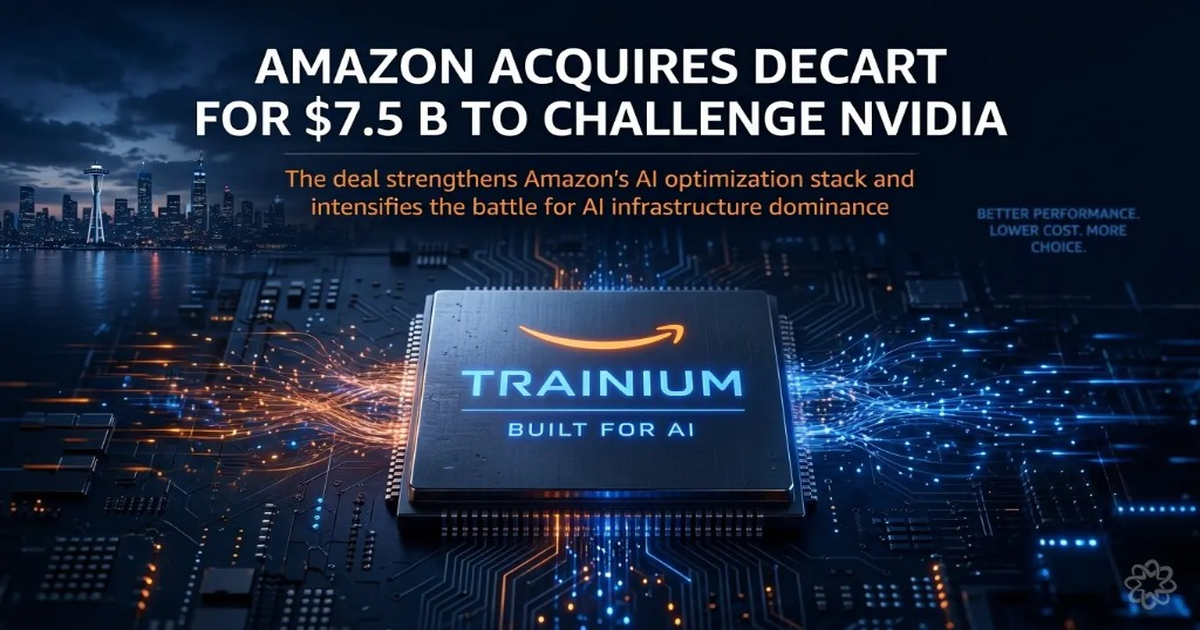 AMAZON ACQUIRES DECART
FOR $7.5 B TO CHALLENGE NVIDIA
The deal strengthens Amazon's AI optimization stack and
intensifies the battle for AI infrastructure dominance
BETTER PERFORMANCE.
LOWER COST. MORE
CHOICE.
TRAINIUM
BUILT FOR AI